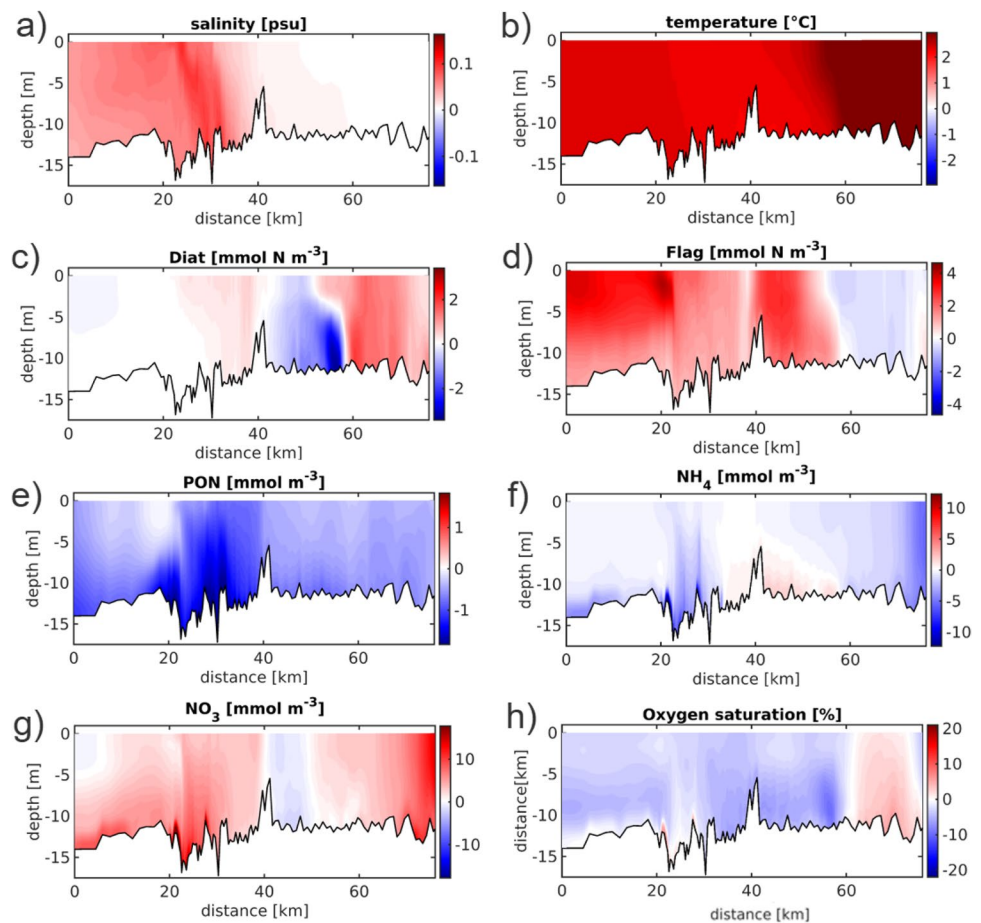 a) salinity [psu]
0
-5
-10
-15
depth [m]
0 20 40 60
distance [km]
0.1
0
-0.1
b) temperature [°C]
0
-5
-10
-15
depth [m]
0 20 40 60
distance [km]
2
1
0
-1
-2
c) Diat [mmol N m⁻³]
0
-5
-10
-15
depth [m]
0 20 40 60
distance [km]
2
0
-2
d) Flag [mmol N m⁻³]
0
-5
-10
-15
depth [m]
0 20 40 60
distance [km]
4
2
0
-2
-4
e) PON [mmol m⁻³]
0
-5
-10
-15
depth [m]
0 20 40 60
distance [km]
1
0
-1
f) NH₄ [mmol m⁻³]
0
-5
-10
-15
depth [m]
0 20 40 60
distance [km]
10
5
0
-5
-10
g) NO₃ [mmol m⁻³]
0
-5
-10
-15
depth [m]
0 20 40 60
distance [km]
10
0
-10
h) Oxygen saturation [%]
0
-5
-10
-15
distance[km]
0 20 40 60
distance [km]
20
10
0
-10
-20